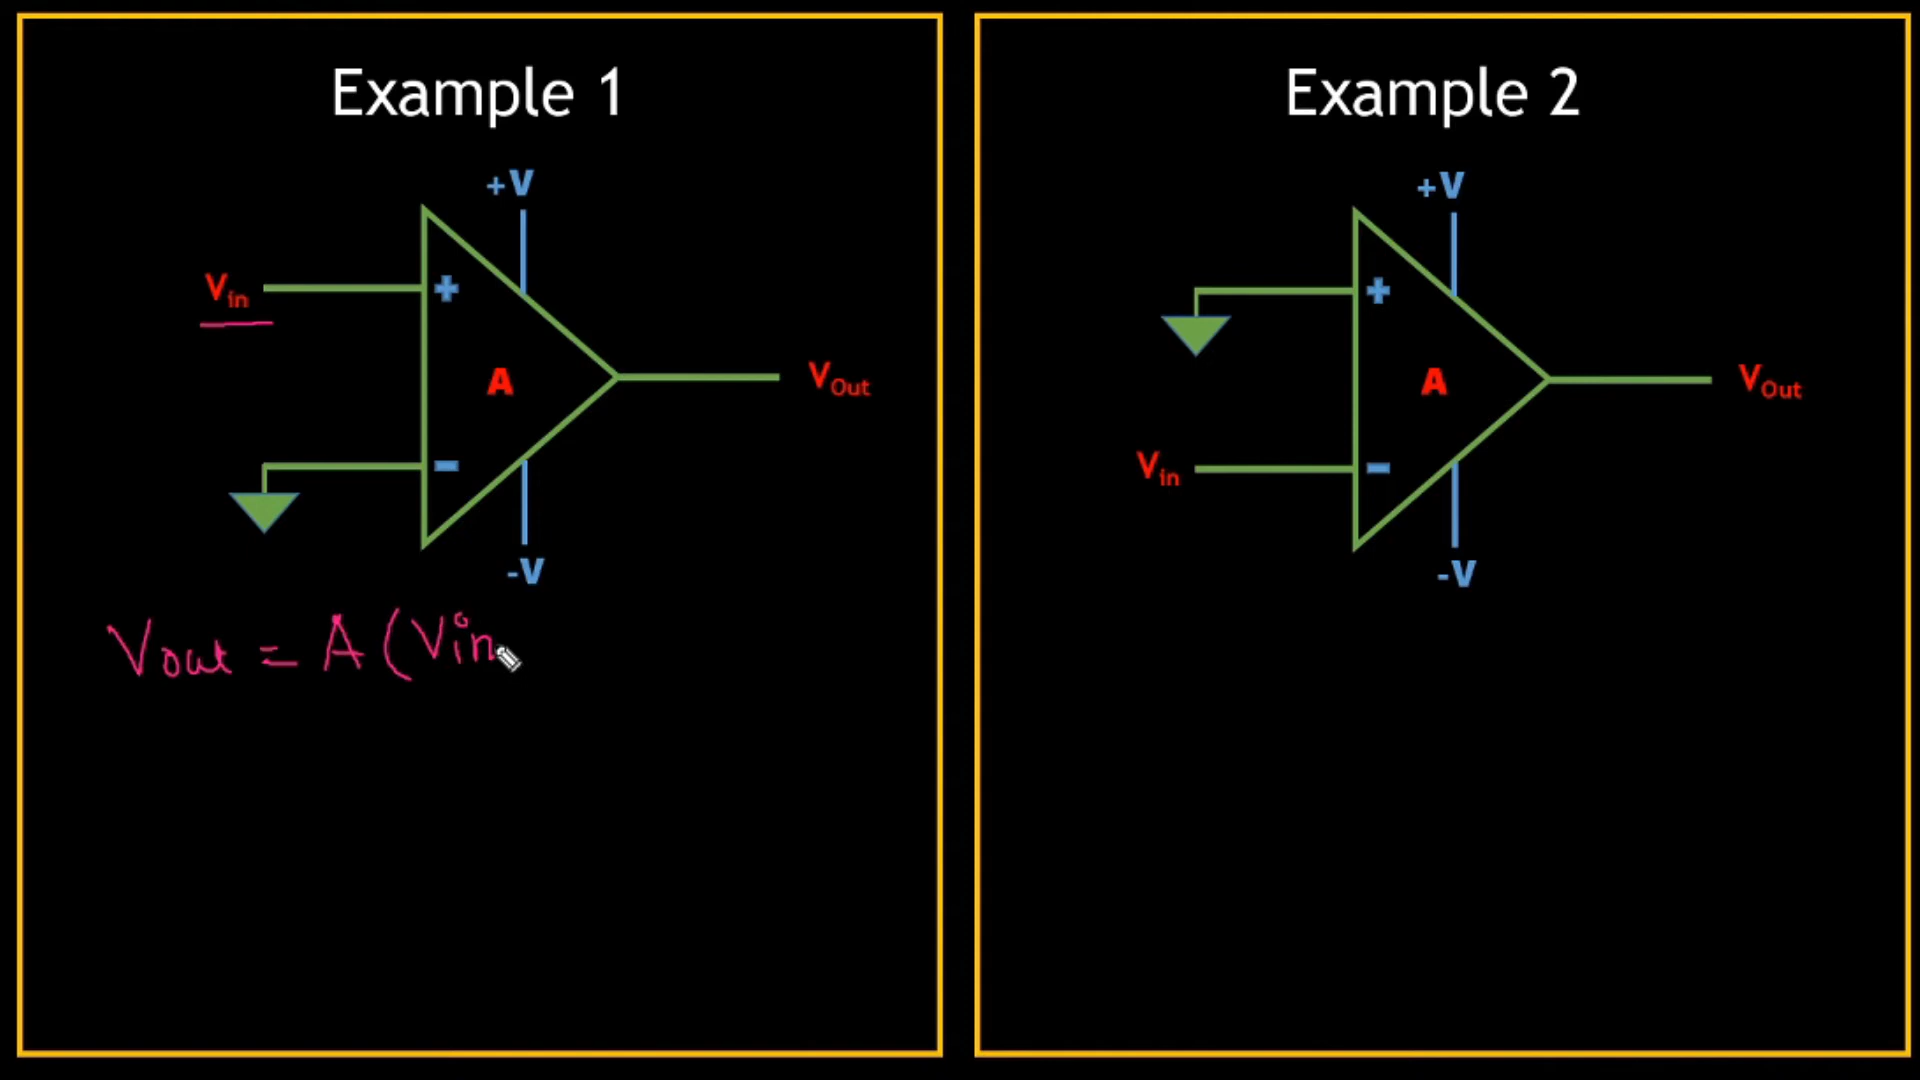 Example 1
+V
Vin
+
A
VOut
-
-V
Vout = A (Vin
Example 2
+V
+
A
VOut
Vin
-
-V